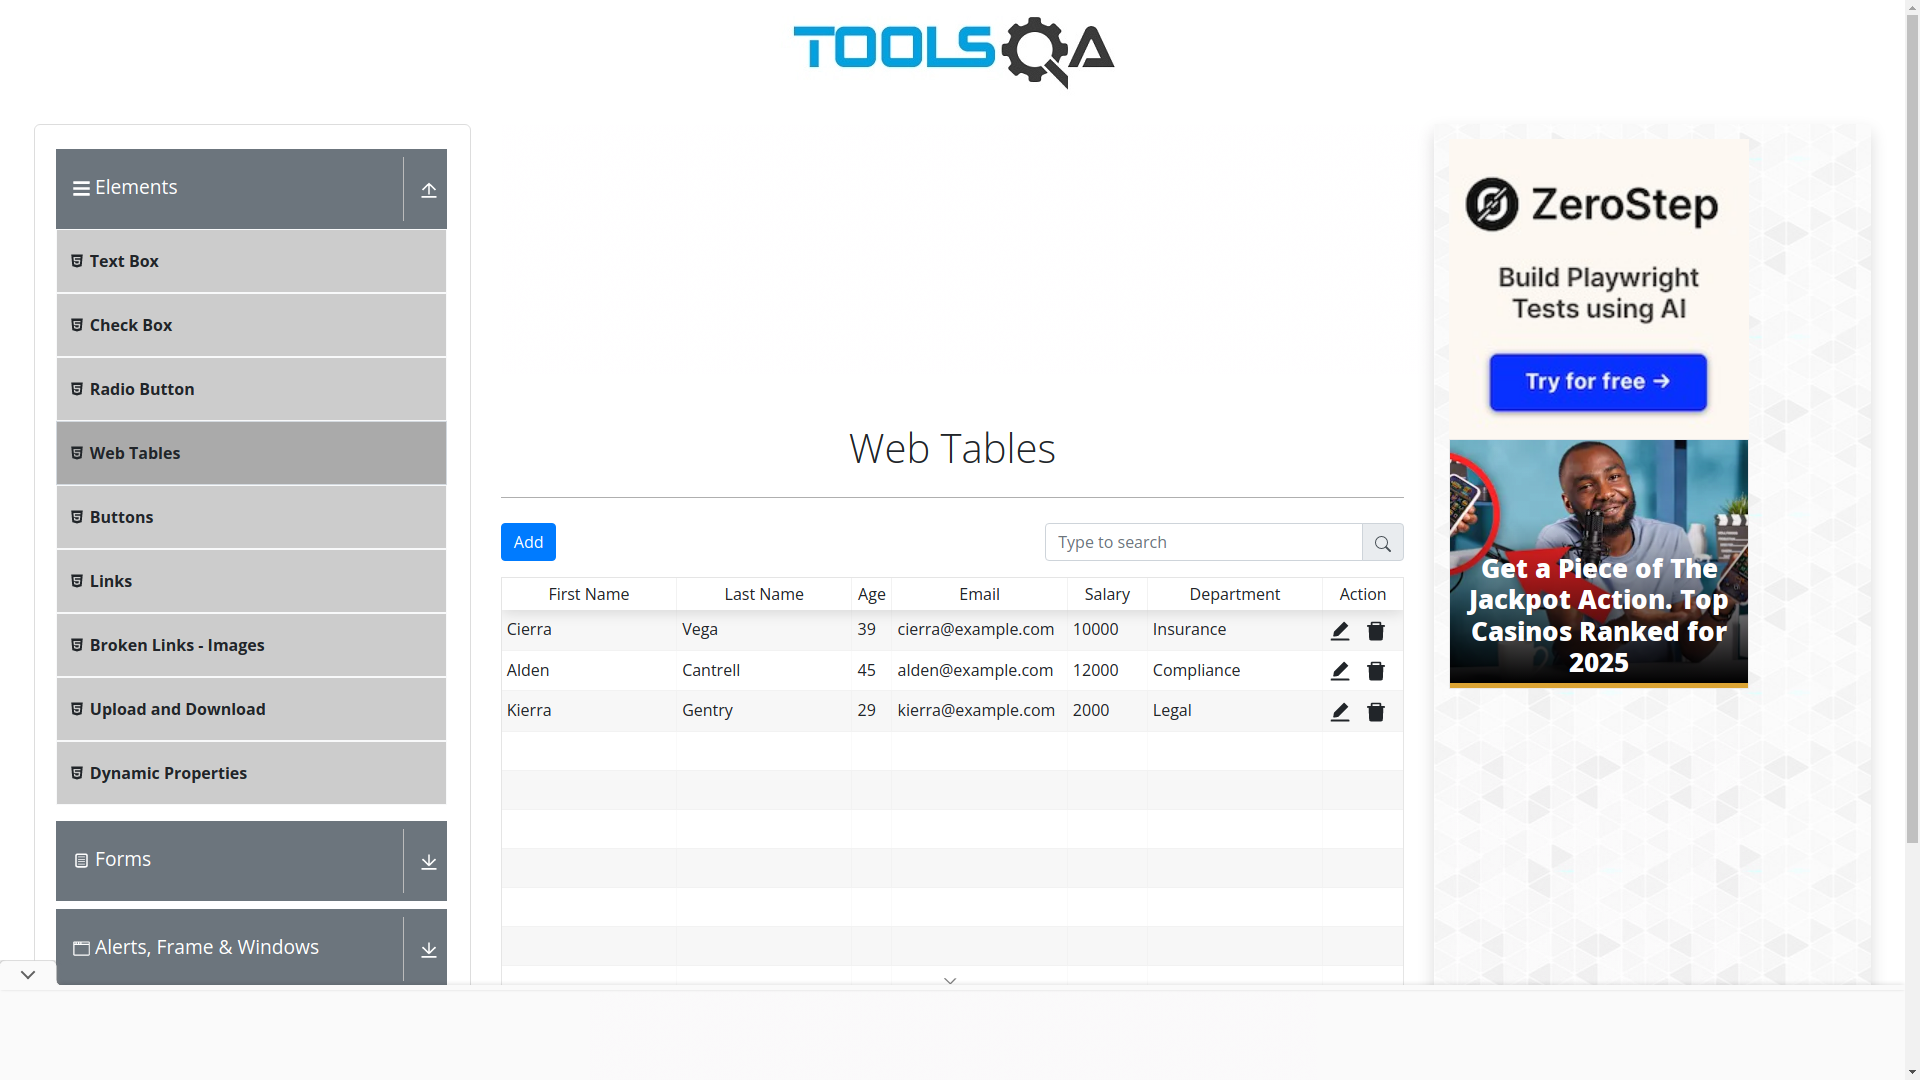 TOOLSQA
Elements
Text Box
Check Box
Radio Button
Web Tables
Buttons
Links
Broken Links - Images
Upload and Download
Dynamic Properties
Forms
Alerts, Frame & Windows
Web Tables
Add
Type to search
First Name Last Name Age Email Salary Department Action
Cierra Vega 39 cierra@example.com 10000 Insurance
Alden Cantrell 45 alden@example.com 12000 Compliance
Kierra Gentry 29 kierra@example.com 2000 Legal
ZeroStep
Build Playwright
Tests using AI
Try for free →
Get a Piece of The
Jackpot Action. Top
Casinos Ranked for
2025